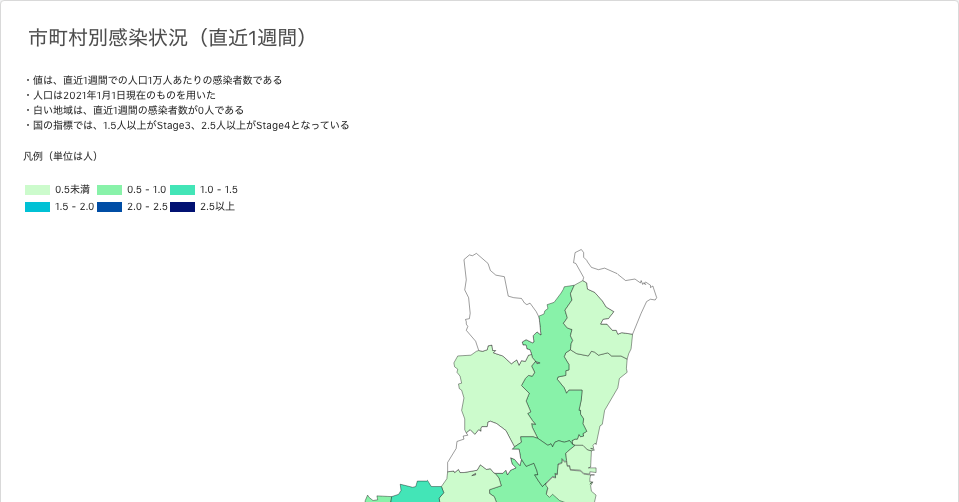 市町村別感染状況（直近1週間）
・値は、直近1週間での人口1万人あたりの感染者数である
・人口は2021年1月1日現在のものを用いた
・白い地域は、直近1週間の感染者数が0人である
・国の指標では、1.5人以上がStage3、2.5人以上がStage4となっている
凡例（単位は人）
0.5未満 0.5 - 1.0 1.0 - 1.5
1.5 - 2.0 2.0 - 2.5 2.5以上